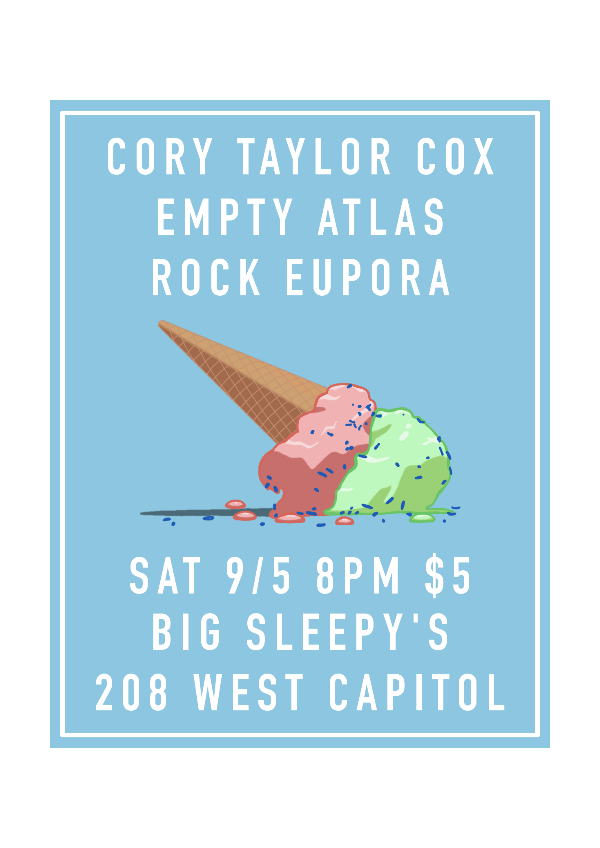 CORY TAYLOR COX
EMPTY ATLAS
ROCK EUPORA
SAT 9/5 8PM $5
BIG SLEEPY'S
208 WEST CAPITOL